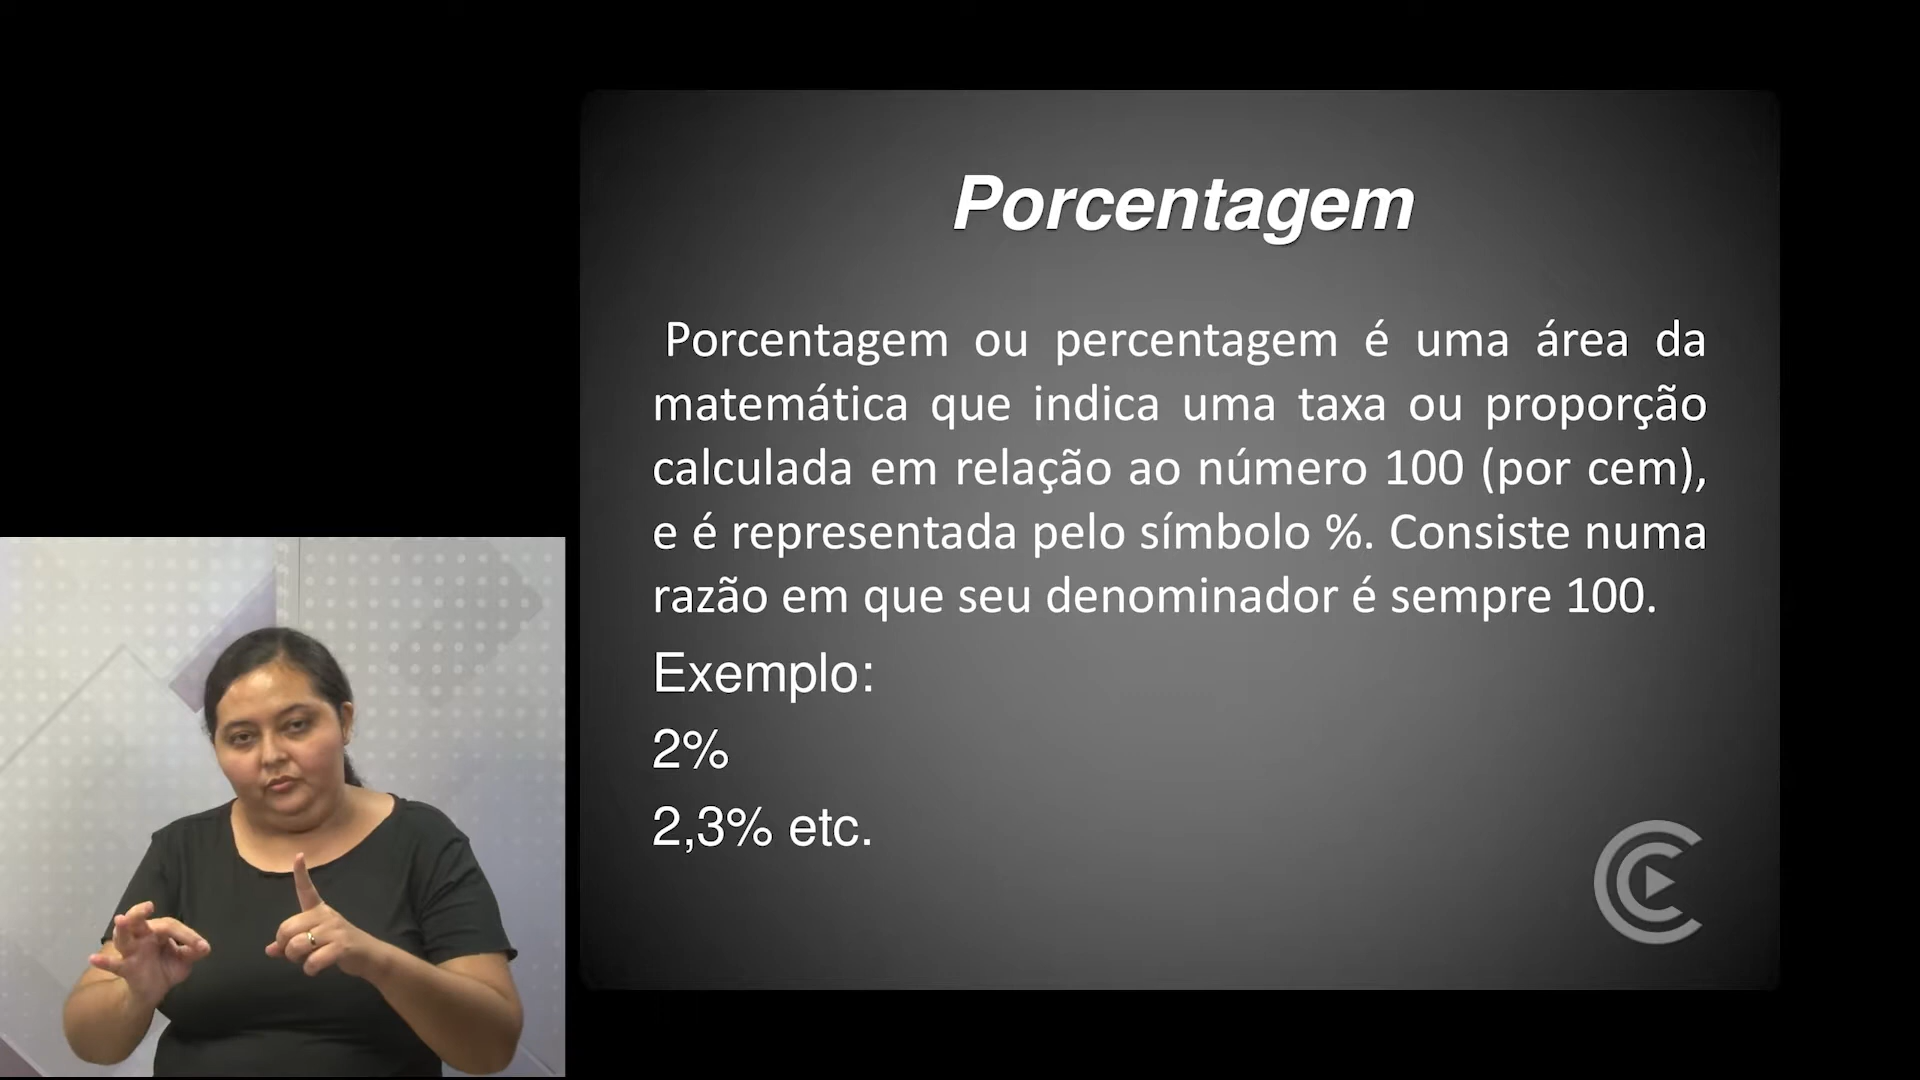 Porcentagem
Porcentagem ou percentagem é uma área da
matemática que indica uma taxa ou proporção
calculada em relação ao número 100 (por cem),
e é representada pelo símbolo %. Consiste numa
razão em que seu denominador é sempre 100.
Exemplo:
2%
2,3% etc.